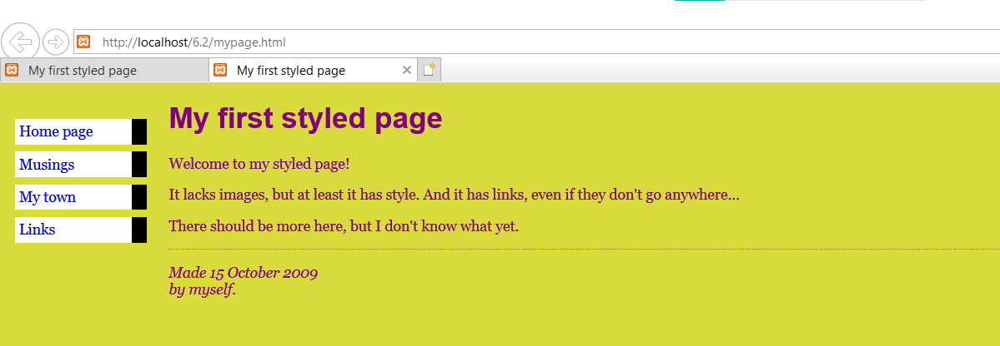 http://localhost/6.2/mypage.html
My first styled page
My first styled page
Home page
Musings
My town
Links
My first styled page
Welcome to my styled page!
It lacks images, but at least it has style. And it has links, even if they don't go anywhere...
There should be more here, but I don't know what yet.
Made 15 October 2009
by myself.